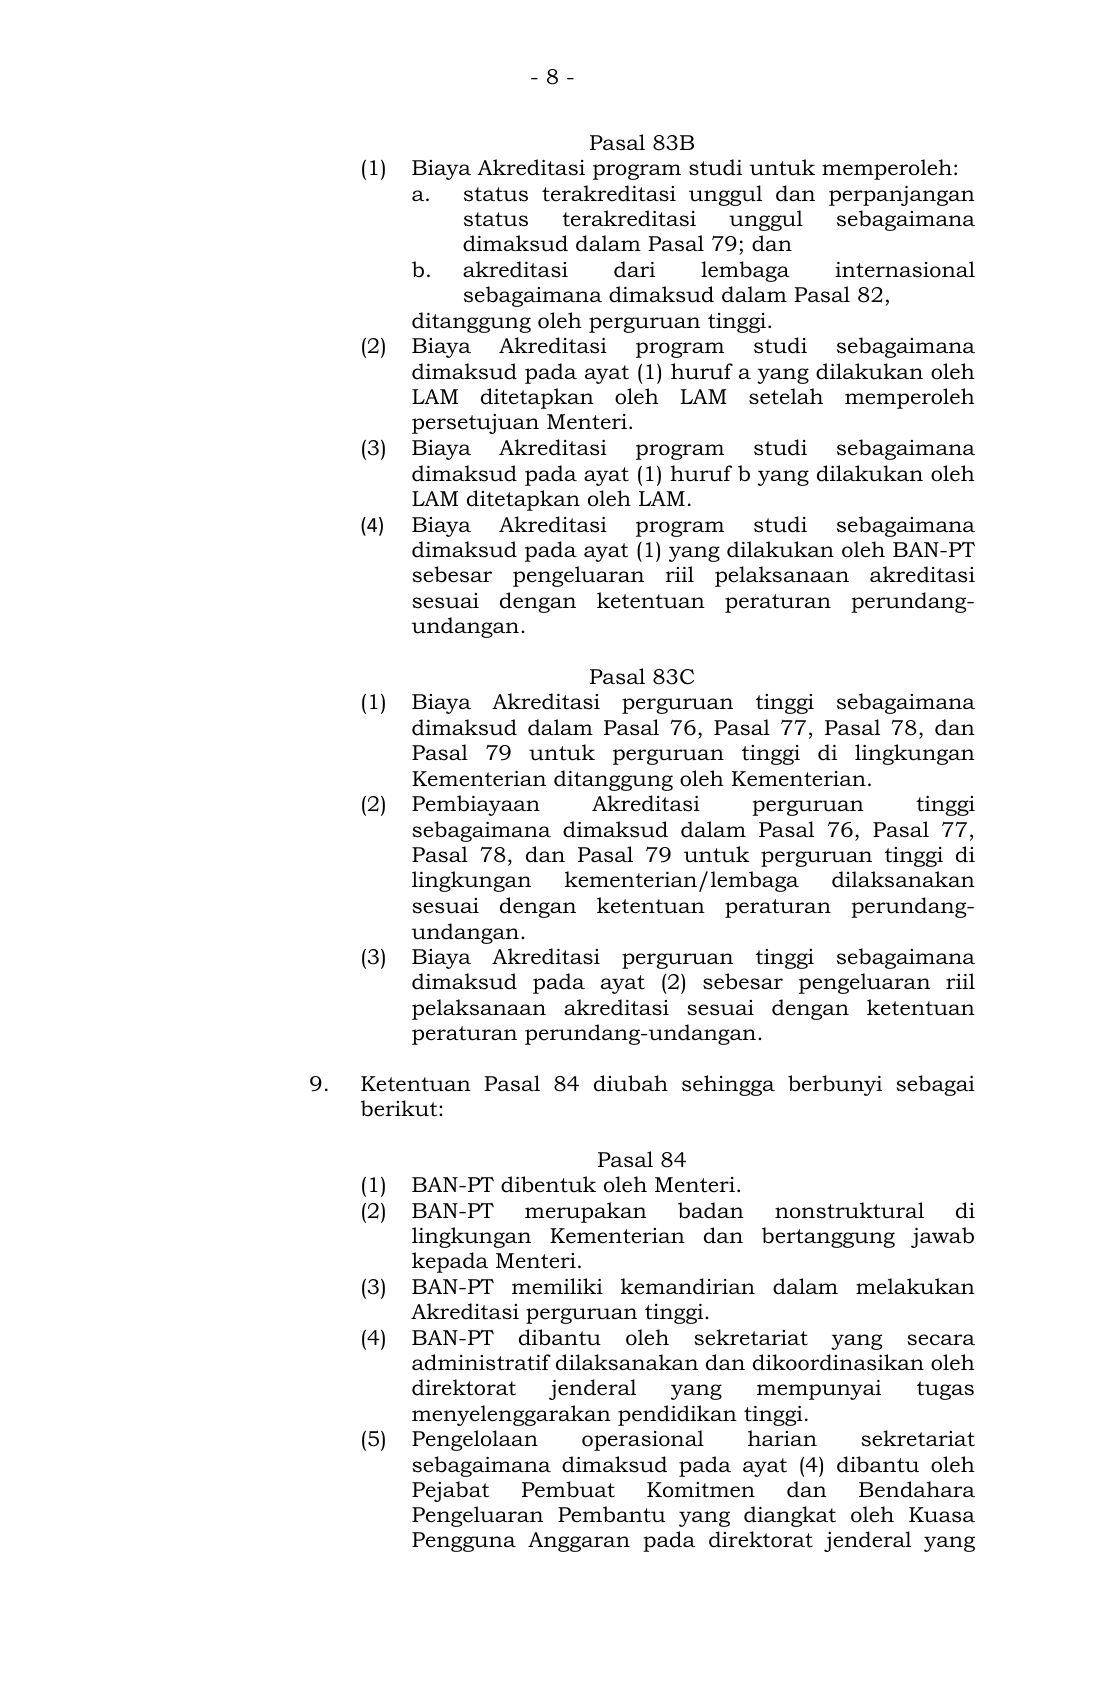 - 8 -
Pasal 83B
(1) Biaya Akreditasi program studi untuk memperoleh:
a. status terakreditasi unggul dan perpanjangan
status terakreditasi unggul sebagaimana
dimaksud dalam Pasal 79; dan
b. akreditasi dari lembaga internasional
sebagaimana dimaksud dalam Pasal 82,
ditanggung oleh perguruan tinggi.
(2) Biaya Akreditasi program studi sebagaimana
dimaksud pada ayat (1) huruf a yang dilakukan oleh
LAM ditetapkan oleh LAM setelah memperoleh
persetujuan Menteri.
(3) Biaya Akreditasi program studi sebagaimana
dimaksud pada ayat (1) huruf b yang dilakukan oleh
LAM ditetapkan oleh LAM.
(4) Biaya Akreditasi program studi sebagaimana
dimaksud pada ayat (1) yang dilakukan oleh BAN-PT
sebesar pengeluaran riil pelaksanaan akreditasi
sesuai dengan ketentuan peraturan perundang-
undangan.
Pasal 83C
(1) Biaya Akreditasi perguruan tinggi sebagaimana
dimaksud dalam Pasal 76, Pasal 77, Pasal 78, dan
Pasal 79 untuk perguruan tinggi di lingkungan
Kementerian ditanggung oleh Kementerian.
(2) Pembiayaan Akreditasi perguruan tinggi
sebagaimana dimaksud dalam Pasal 76, Pasal 77,
Pasal 78, dan Pasal 79 untuk perguruan tinggi di
lingkungan kementerian/lembaga dilaksanakan
sesuai dengan ketentuan peraturan perundang-
undangan.
(3) Biaya Akreditasi perguruan tinggi sebagaimana
dimaksud pada ayat (2) sebesar pengeluaran riil
pelaksanaan akreditasi sesuai dengan ketentuan
peraturan perundang-undangan.
9. Ketentuan Pasal 84 diubah sehingga berbunyi sebagai
berikut:
Pasal 84
(1) BAN-PT dibentuk oleh Menteri.
(2) BAN-PT merupakan badan nonstruktural di
lingkungan Kementerian dan bertanggung jawab
kepada Menteri.
(3) BAN-PT memiliki kemandirian dalam melakukan
Akreditasi perguruan tinggi.
(4) BAN-PT dibantu oleh sekretariat yang secara
administratif dilaksanakan dan dikoordinasikan oleh
direktorat jenderal yang mempunyai tugas
menyelenggarakan pendidikan tinggi.
(5) Pengelolaan operasional harian sekretariat
sebagaimana dimaksud pada ayat (4) dibantu oleh
Pejabat Pembuat Komitmen dan Bendahara
Pengeluaran Pembantu yang diangkat oleh Kuasa
Pengguna Anggaran pada direktorat jenderal yang